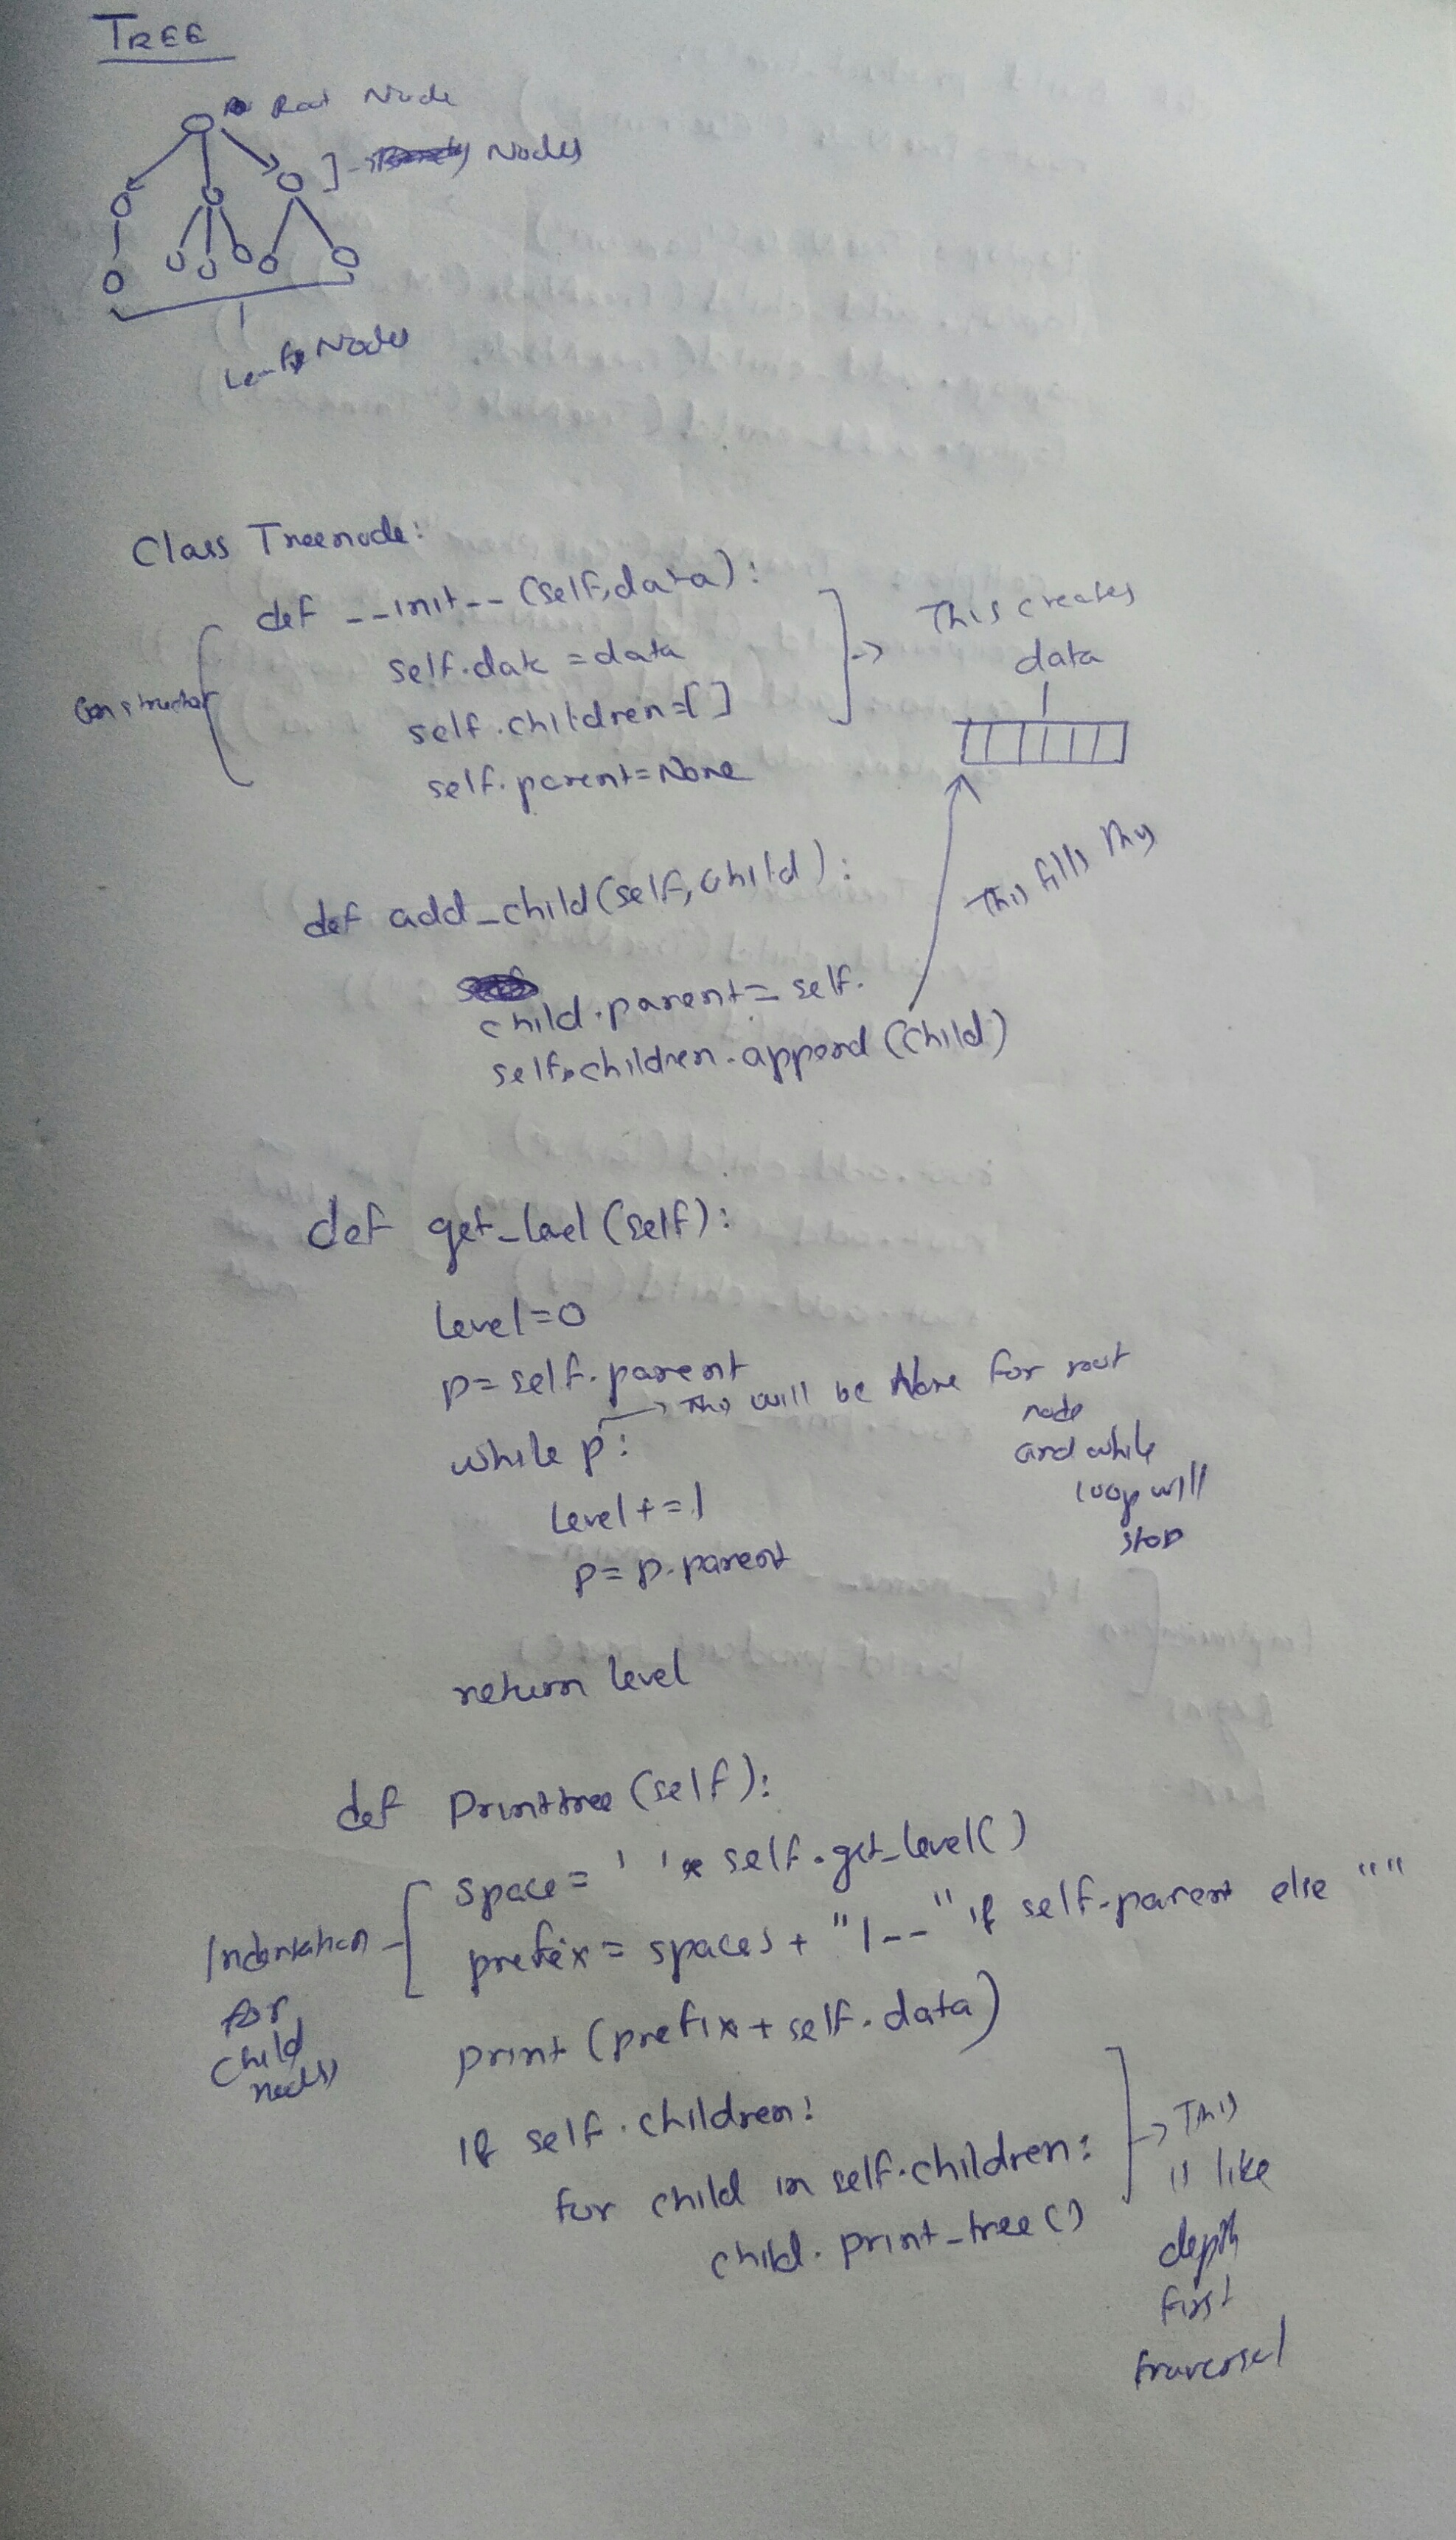 TREE
Root Node
Nodes
Leaf Nodes
Class Treenode:
def __init__ (self,data):
self.data = data
self.children=[]
self.parent=None
Constructor
This creates
data
def add_child(self, child):
child.parent = self.
self.children.append (child)
This fills this
def get_level (self):
level=0
p= self.parent
This will be None for root
node
and while
loop will
stop
while p:
level+=1
p= p.parent
return level
def Printtree (self):
space = ' '* self.get_level()
prefix = spaces + "|--" if self.parent else ""
Indentation
for
child
nodes
print (prefix + self.data)
if self.children:
for child in self.children:
child. print_tree()
This
is like
depth
first
traversal